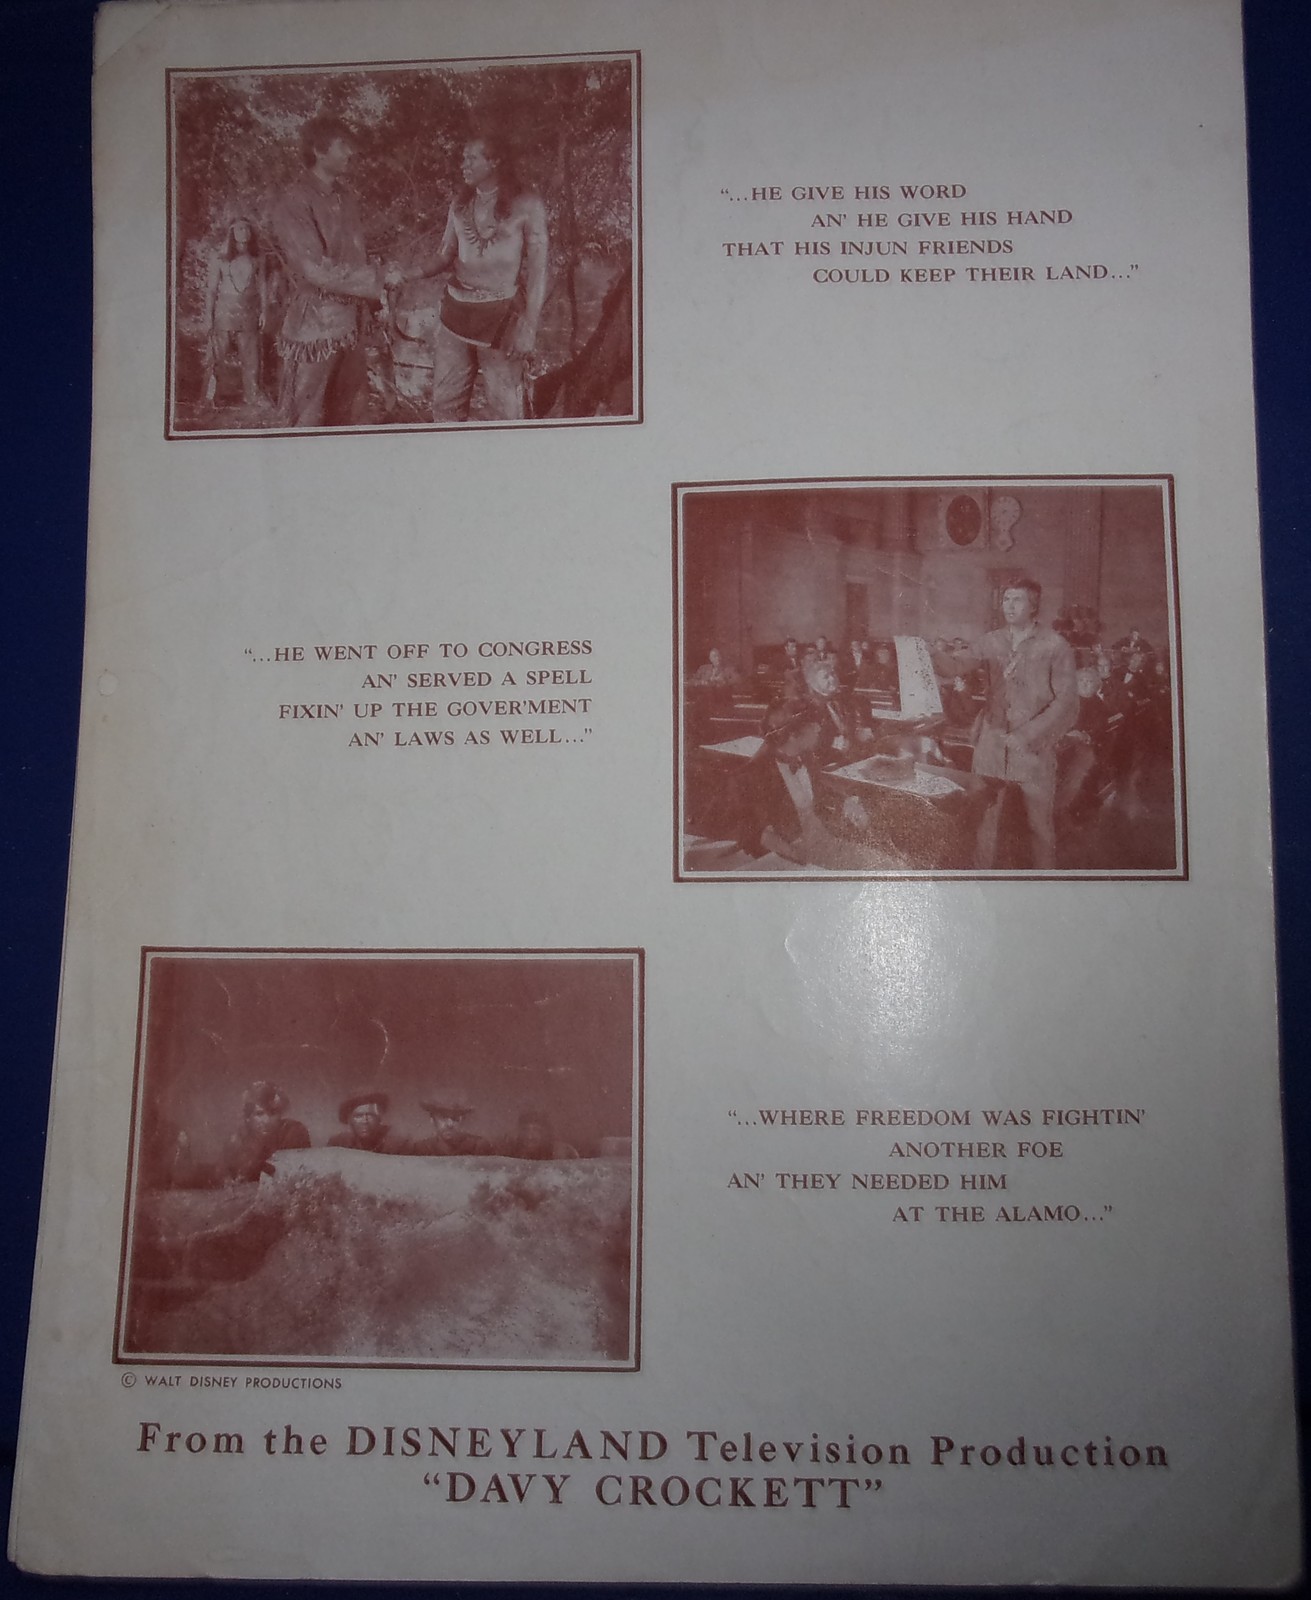 “...HE GIVE HIS WORD
AN’ HE GIVE HIS HAND
THAT HIS INJUN FRIENDS
COULD KEEP THEIR LAND...”
“...HE WENT OFF TO CONGRESS
AN’ SERVED A SPELL
FIXIN’ UP THE GOVER’MENT
AN’ LAWS AS WELL...”
“...WHERE FREEDOM WAS FIGHTIN’
ANOTHER FOE
AN’ THEY NEEDED HIM
AT THE ALAMO...”
© WALT DISNEY PRODUCTIONS
From the DISNEYLAND Television Production
“DAVY CROCKETT”